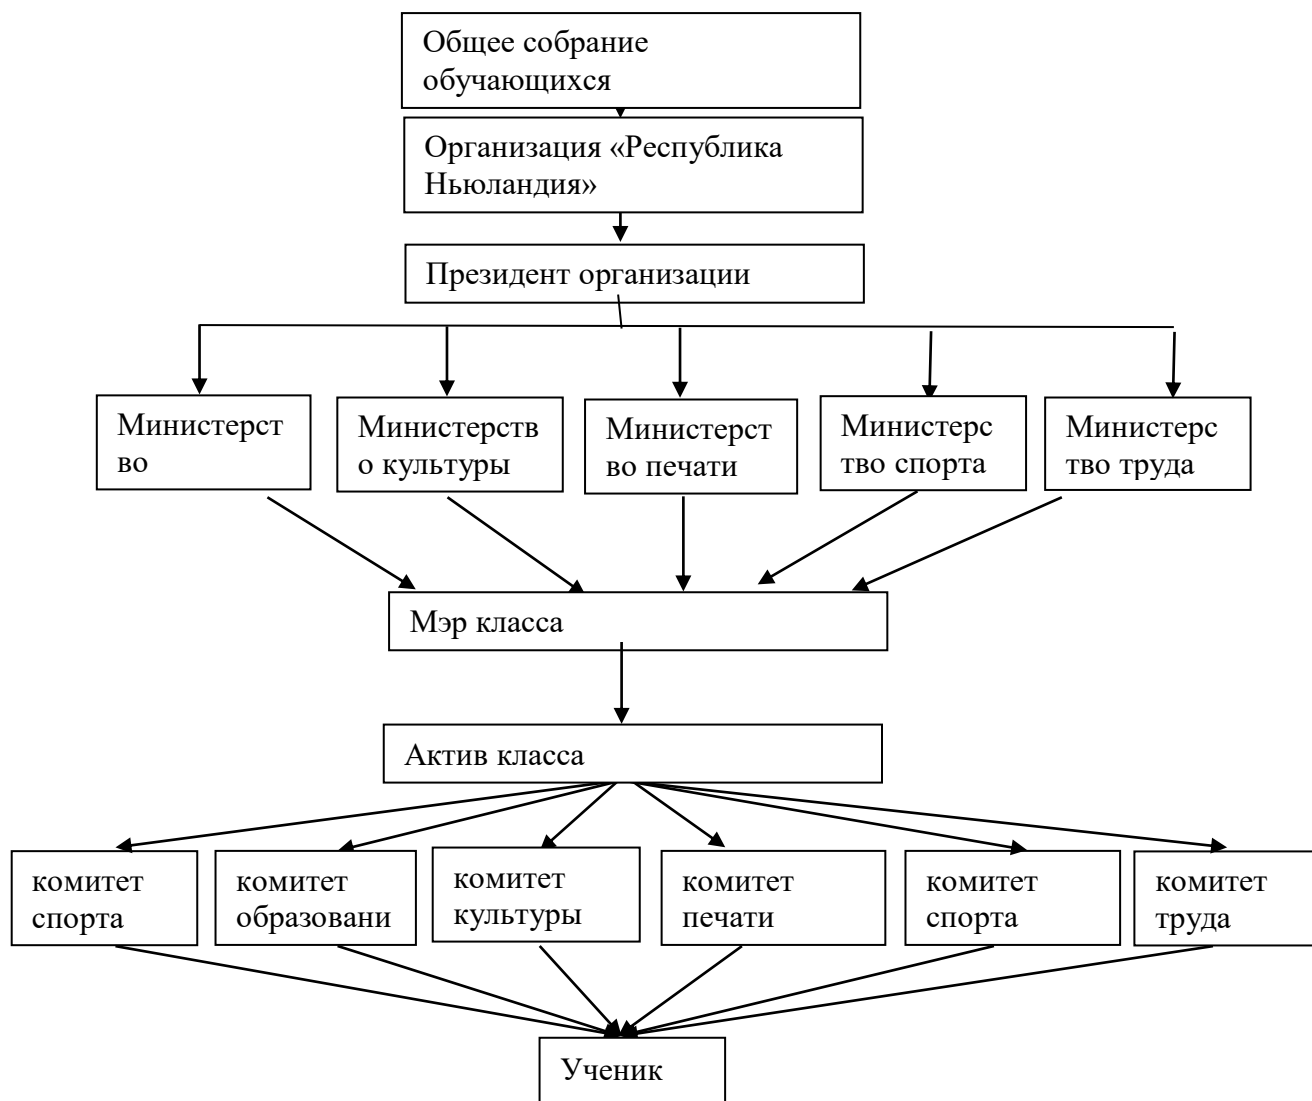 Общее собрание
обучающихся
Организация «Республика
Ньюландия»
Президент организации
Министерст
во
Министерств
о культуры
Министерст
во печати
Министерс
тво спорта
Министерс
тво труда
Мэр класса
Актив класса
комитет
спорта
комитет
образовани
комитет
культуры
комитет
печати
комитет
спорта
комитет
труда
Ученик